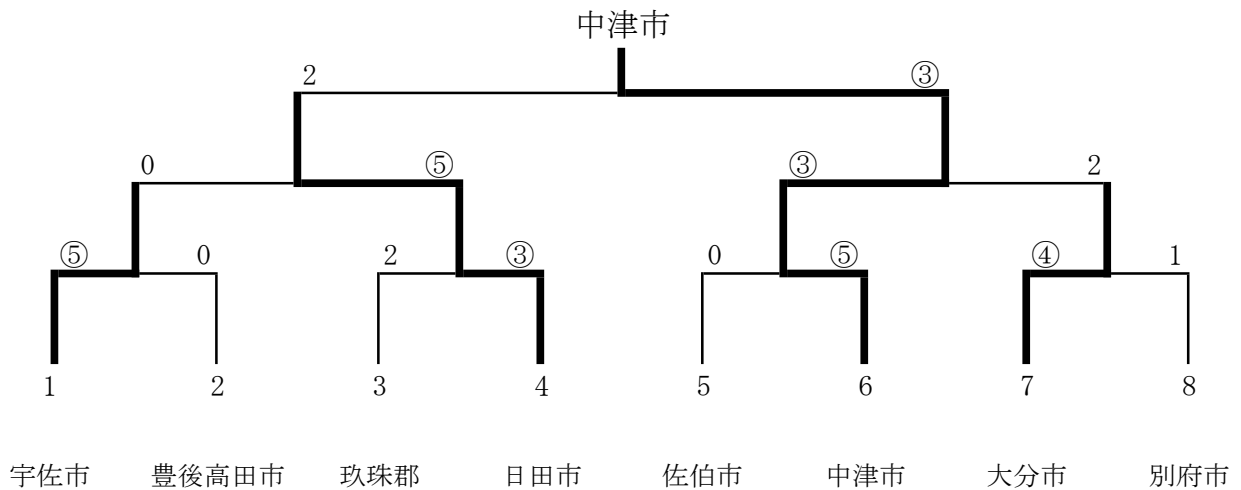 中津市
2 ③
0 ⑤ ③ 2
⑤ 0 2 ③ 0 ⑤ ④ 1
1 2 3 4 5 6 7 8
宇佐市 豊後高田市 玖珠郡 日田市 佐伯市 中津市 大分市 別府市